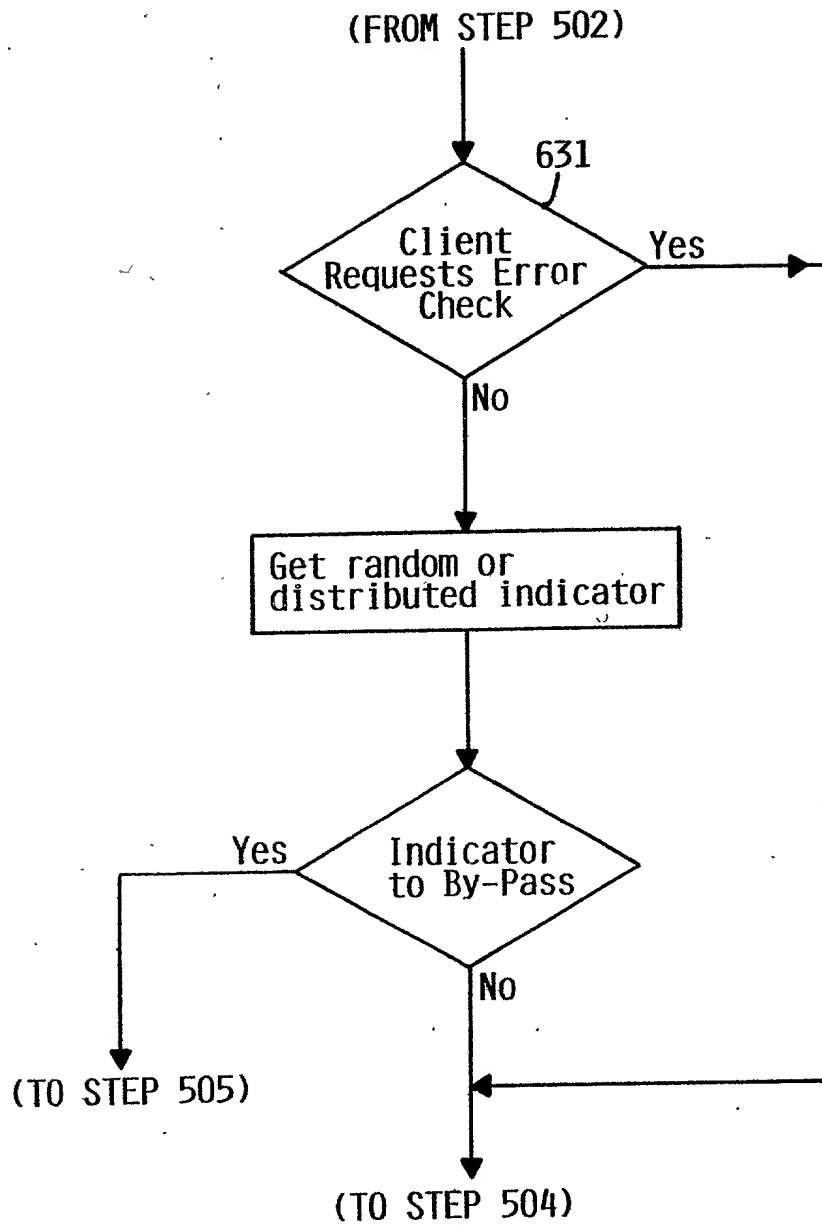 (FROM STEP 502)
631
Client
Requests Error
Check
Yes
No
Get random or
distributed indicator
Yes
Indicator
to By-Pass
No
(TO STEP 505)
(TO STEP 504)